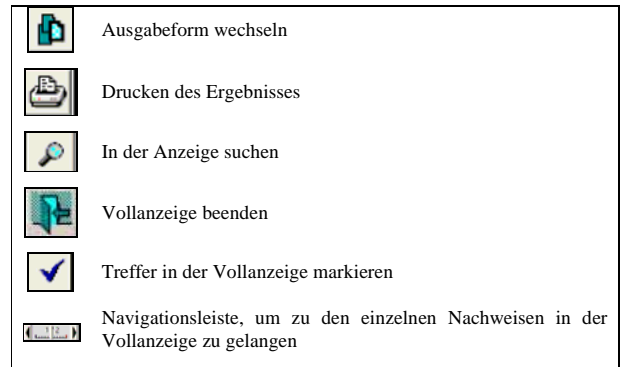 Ausgabeform wechseln
Drucken des Ergebnisses
In der Anzeige suchen
Vollanzeige beenden
Treffer in der Vollanzeige markieren
Navigationsleiste, um zu den einzelnen Nachweisen in der
Vollanzeige zu gelangen